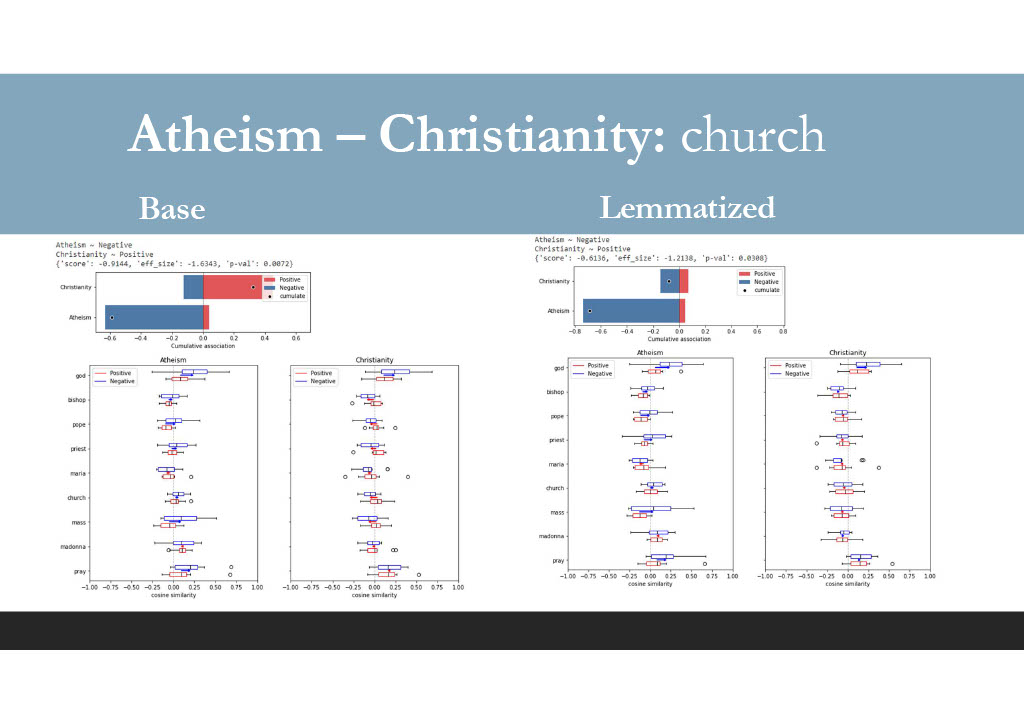 Atheism – Christianity: church
Base
Lemmatized
Atheism ~ Negative
Christianity ~ Positive
{'score': -0.9144, 'eff_size': -1.6343, 'p-val': 0.0072}
Christianity
Atheism
Positive
Negative
cumulate
−0.6 −0.4 −0.2 0.0 0.2 0.4 0.6
Cumulative association
Atheism
Positive
Negative
god
bishop
pope
priest
maria
church
mass
madonna
pray
−1.00 −0.75 −0.50 −0.25 0.00 0.25 0.50 0.75 1.00
cosine similarity
Christianity
Positive
Negative
−1.00 −0.75 −0.50 −0.25 0.00 0.25 0.50 0.75 1.00
cosine similarity
Atheism ~ Negative
Christianity ~ Positive
{'score': -0.6136, 'eff_size': -1.2138, 'p-val': 0.0308}
Christianity
Atheism
Positive
Negative
cumulate
−0.8 −0.6 −0.4 −0.2 0.0 0.2 0.4 0.6 0.8
Cumulative association
Atheism
Positive
Negative
god
bishop
pope
priest
maria
church
mass
madonna
pray
−1.00 −0.75 −0.50 −0.25 0.00 0.25 0.50 0.75 1.00
cosine similarity
Christianity
Positive
Negative
−1.00 −0.75 −0.50 −0.25 0.00 0.25 0.50 0.75 1.00
cosine similarity